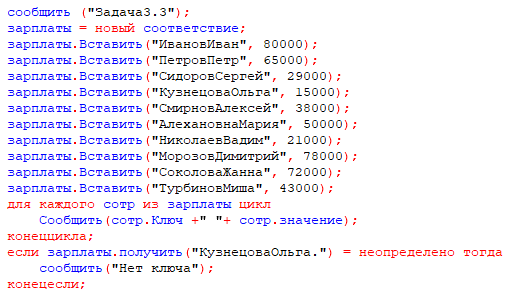 сообщить ("Задача3.3");
зарплаты = новый соответствие;
зарплаты.Вставить("ИвановИван", 80000);
зарплаты.Вставить("ПетровПетр", 65000);
зарплаты.Вставить("СидоровСергей", 29000);
зарплаты.Вставить("КузнецоваОльга", 15000);
зарплаты.Вставить("СмирновАлексей", 38000);
зарплаты.Вставить("АлехановнаМария", 50000);
зарплаты.Вставить("НиколаевВадим", 21000);
зарплаты.Вставить("МорозовДимитрий", 78000);
зарплаты.Вставить("СоколоваЖанна", 72000);
зарплаты.Вставить("ТурбиновМиша", 43000);
для каждого сотр из зарплаты цикл
    Сообщить(сотр.Ключ +" "+ сотр.значение);
конеццикла;
если зарплаты.получить("КузнецоваОльга.") = неопределено тогда
    сообщить("Нет ключа");
конецесли;